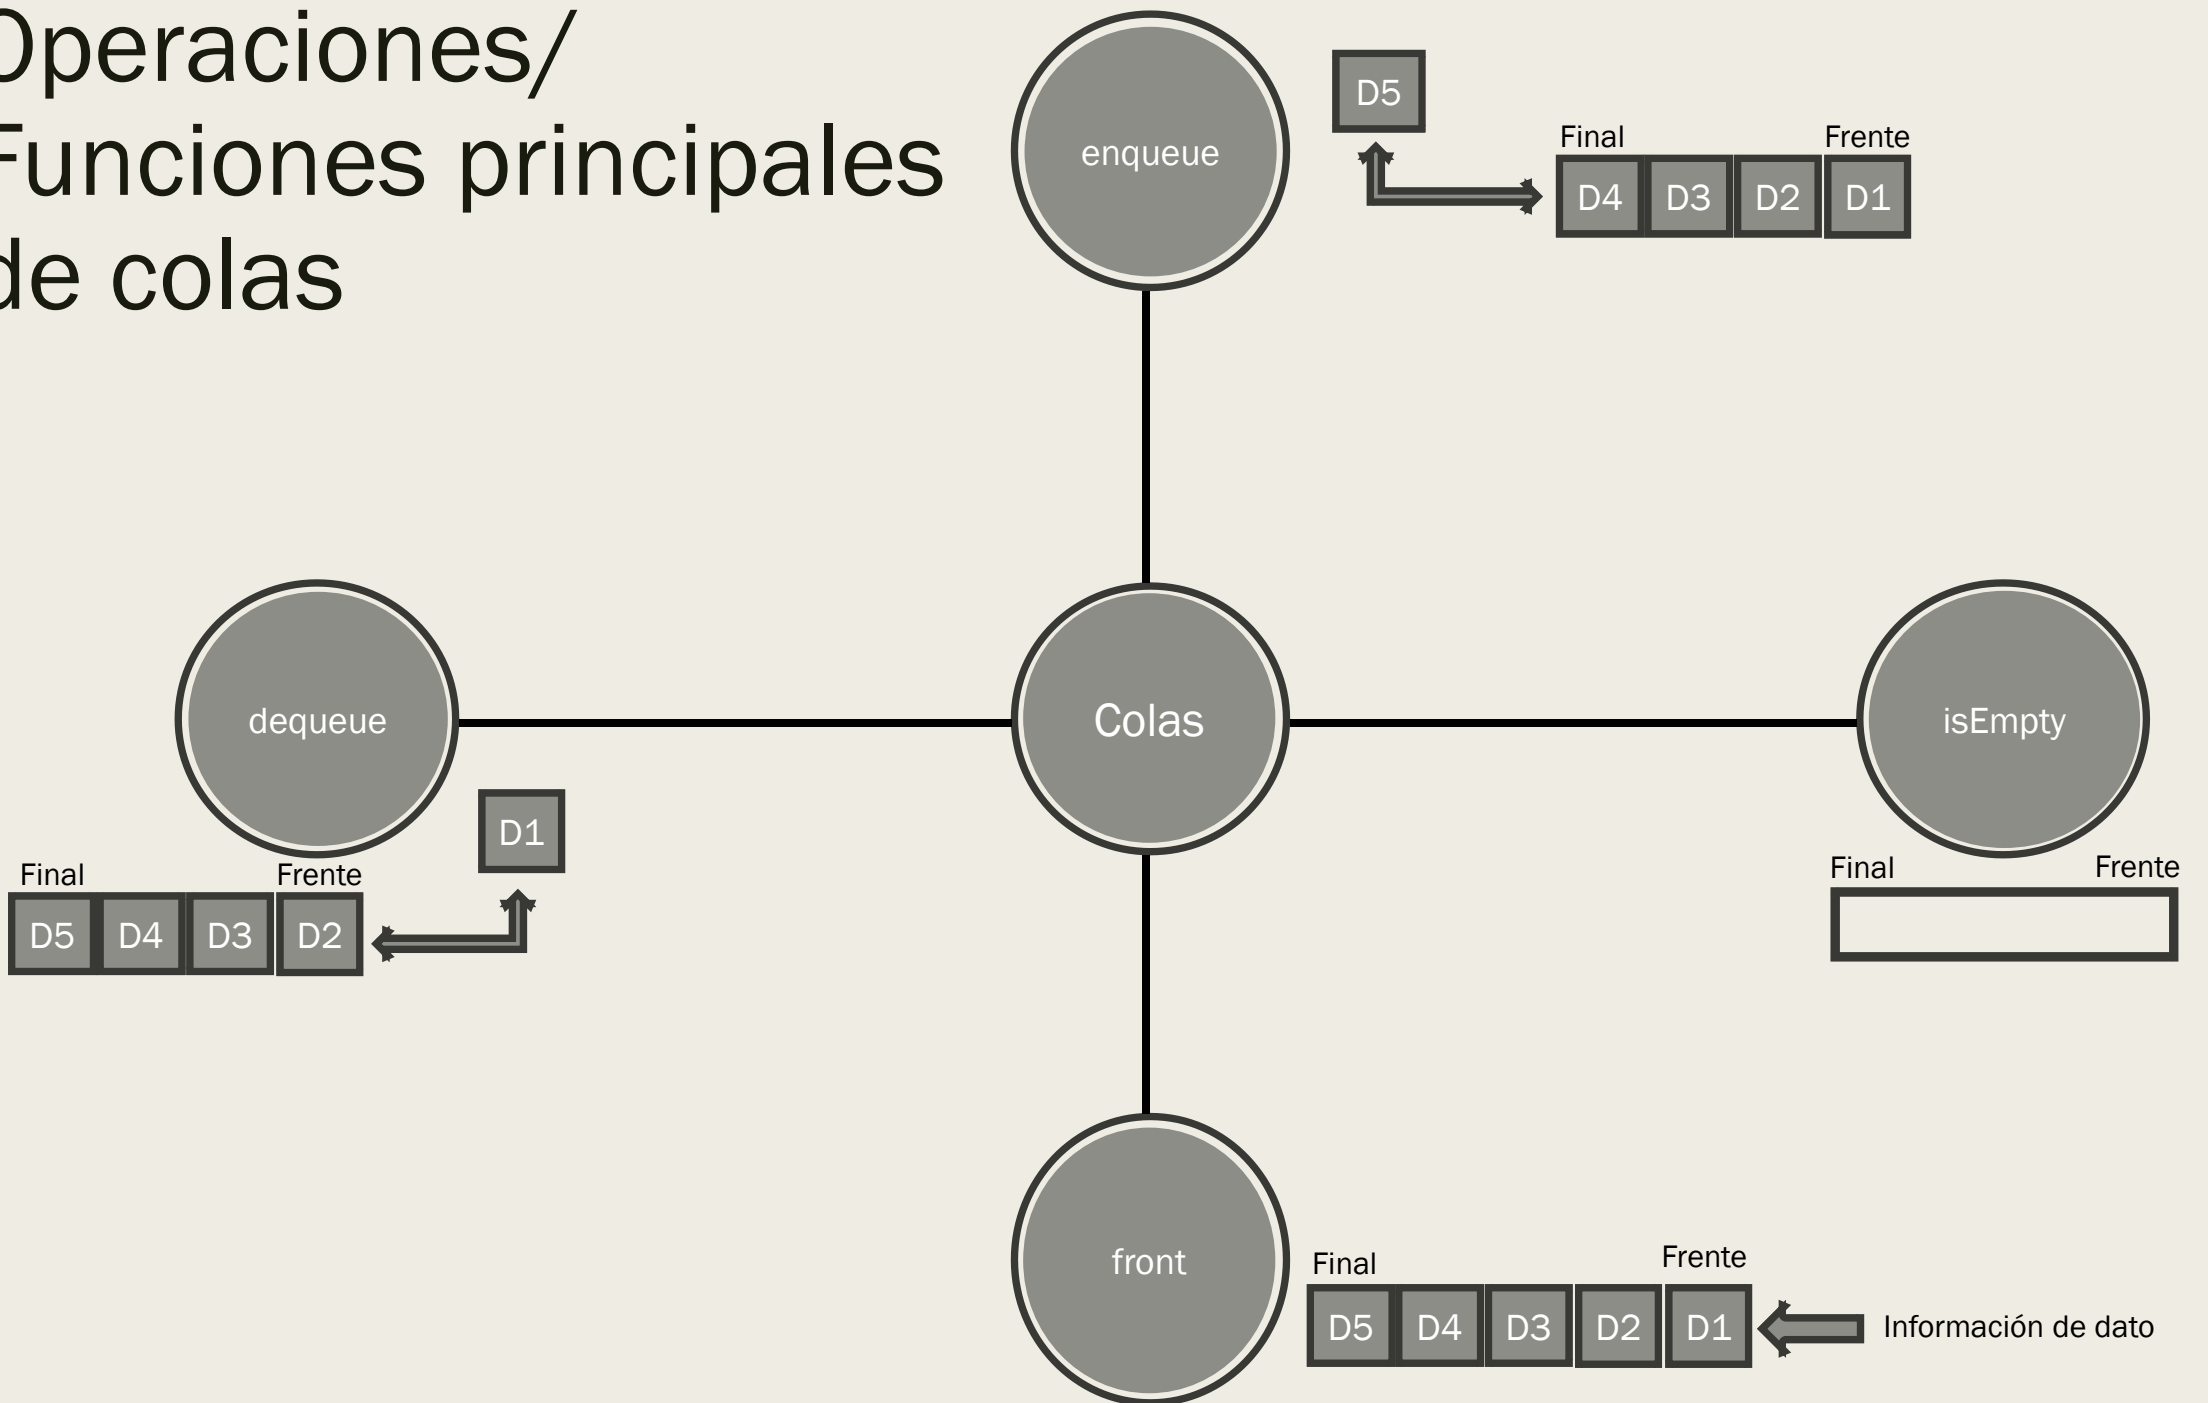 Operaciones/
Funciones principales
de colas
enqueue
D5
Final Frente
D4 D3 D2 D1
dequeue
Colas
isEmpty
D1
Final Frente
D5 D4 D3 D2
Final Frente
front
Final Frente
D5 D4 D3 D2 D1
Información de dato